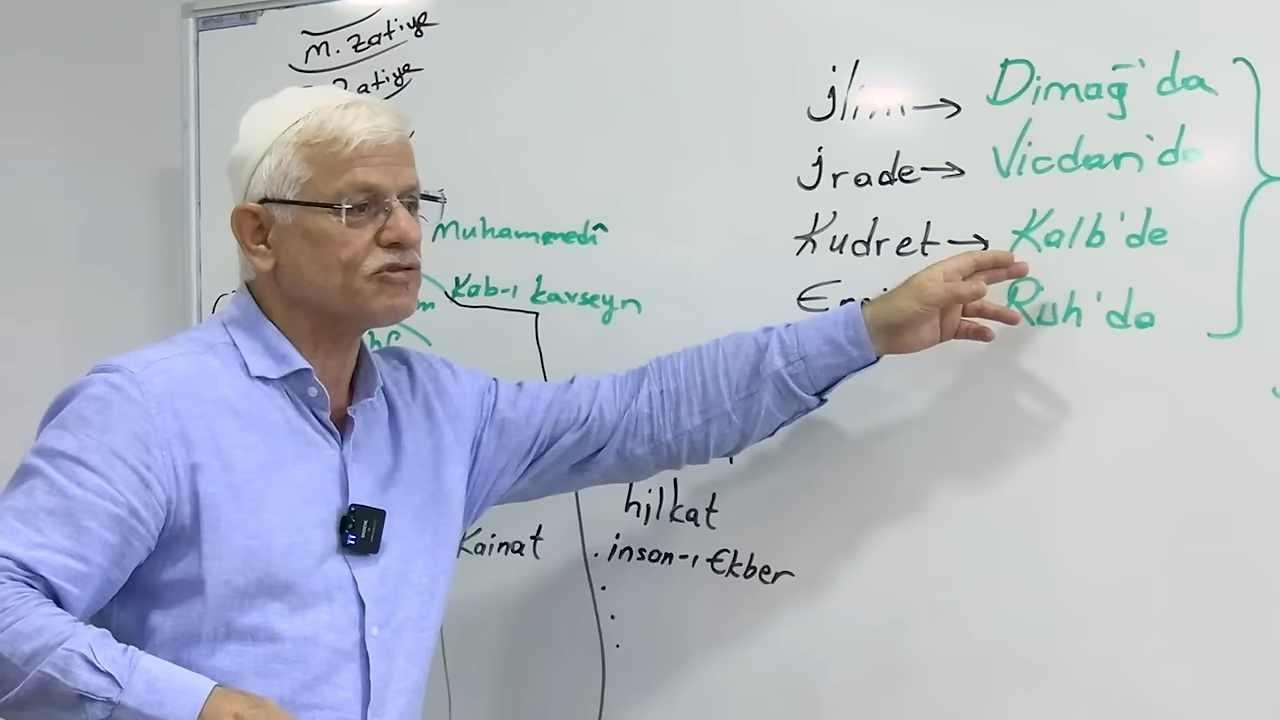 M. Zatiye
Zatiye
Muhammedî
Kab-ı Kavseyn
İlim → Dimağ'da
İrade → Vicdan'da
Kudret → Kalb'de
Ruh'da
hilkat
Kainat
. insan-ı Ekber